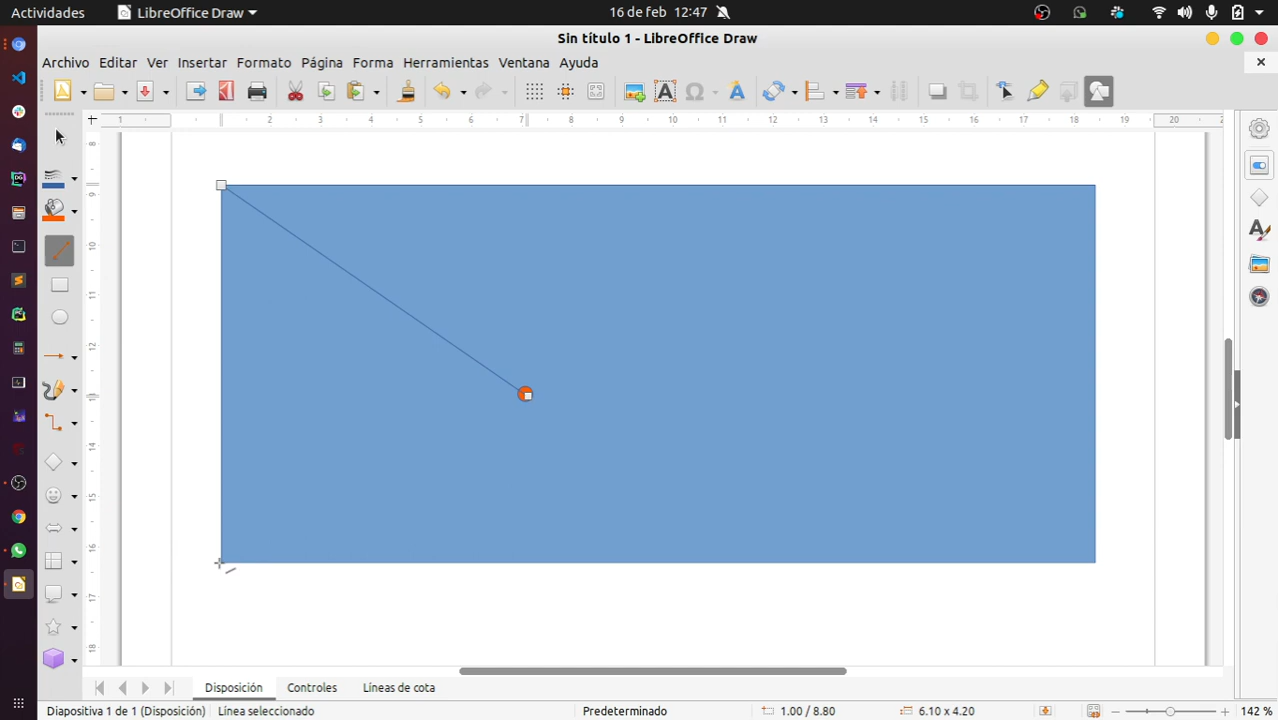 Actividades
LibreOffice Draw
16 de feb 12:47
Sin título 1 - LibreOffice Draw
Archivo Editar Ver Insertar Formato Página Forma Herramientas Ventana Ayuda
1 2 3 4 5 6 7 8 9 10 11 12 13 14 15 16 17 18 19 20
8
9
10
11
12
13
14
15
16
17
18
Disposición Controles Líneas de cota
Diapositiva 1 de 1 (Disposición) Línea seleccionado Predeterminado 1.00 / 8.80 6.10 x 4.20 142 %